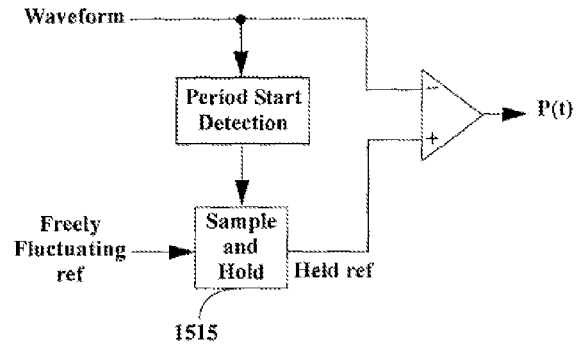 Waveform
Period Start
Detection
−
+
P(t)
Freely
Fluctuating
ref
Sample
and
Hold
Held ref
1515